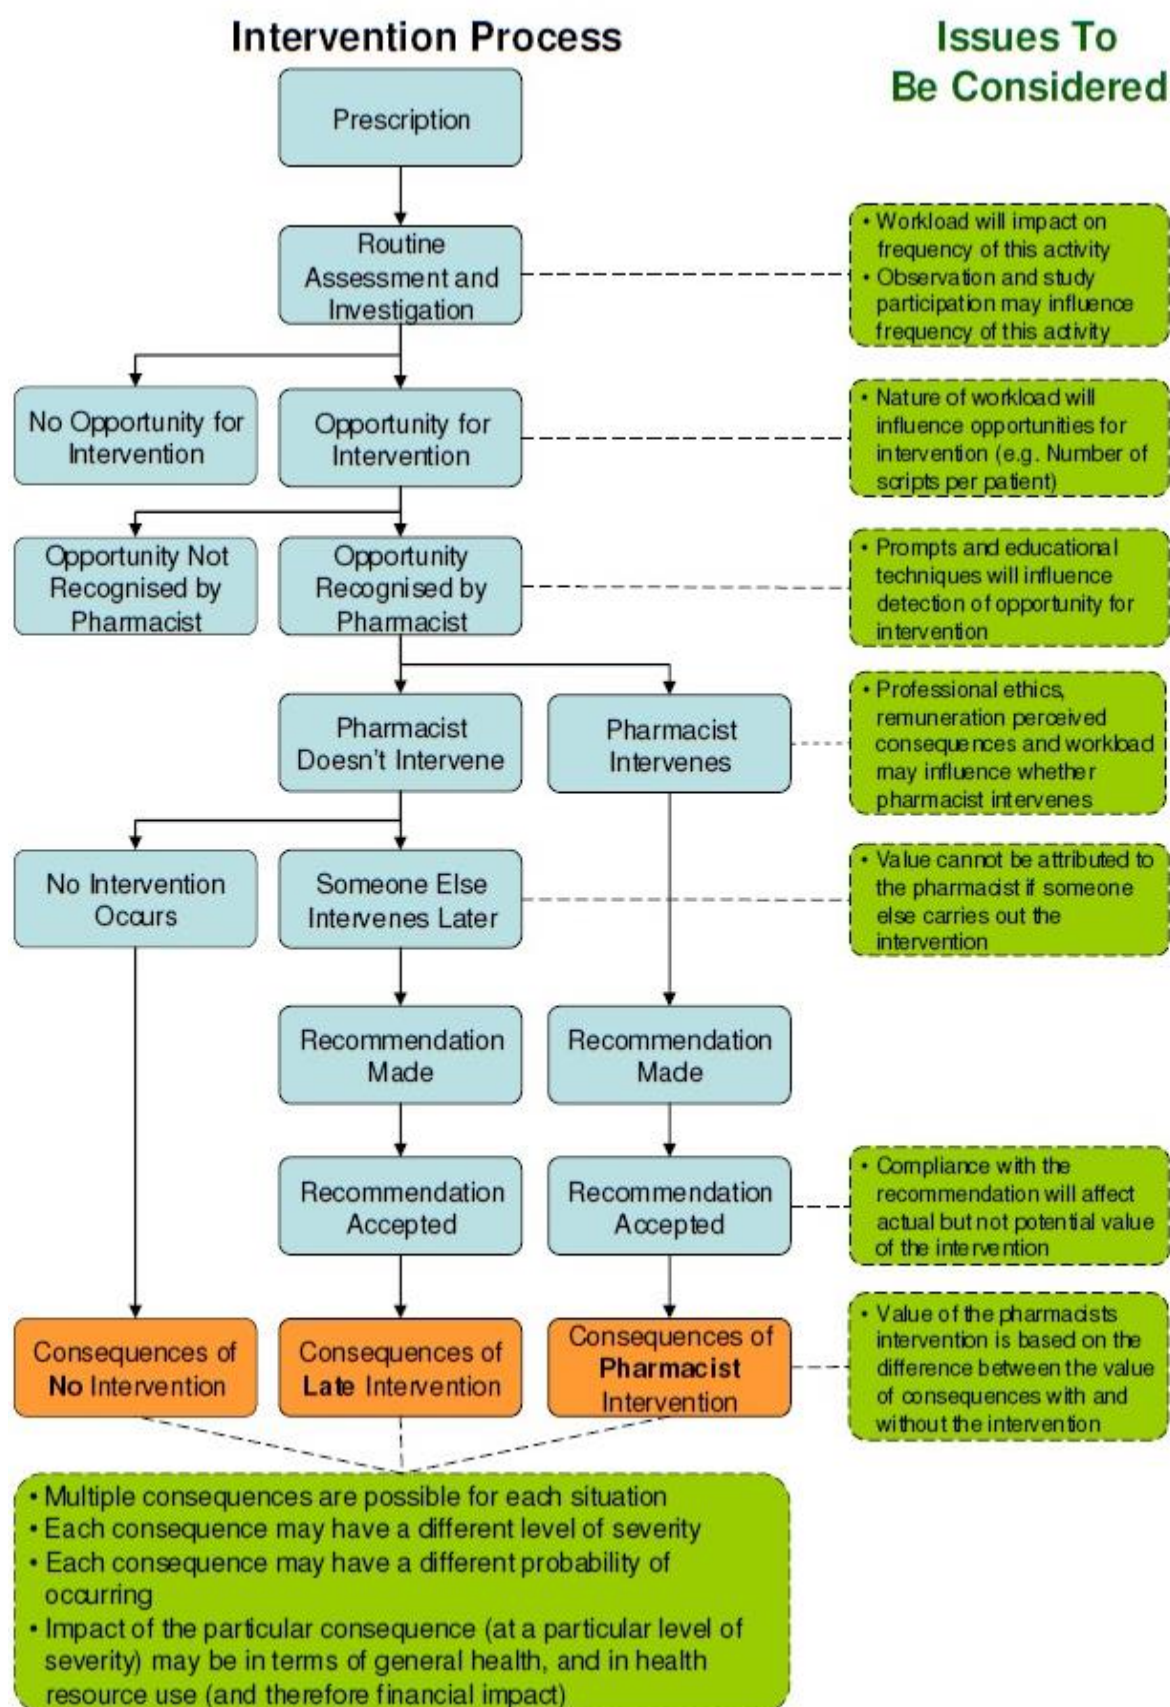 Intervention Process
Issues To
Be Considered
Prescription
Routine
Assessment and
Investigation
• Workload will impact on
frequency of this activity
• Observation and study
participation may influence
frequency of this activity
No Opportunity for
Intervention
Opportunity for
Intervention
• Nature of workload will
influence opportunities for
intervention (e.g. Number of
scripts per patient)
Opportunity Not
Recognised by
Pharmacist
Opportunity
Recognised by
Pharmacist
• Prompts and educational
techniques will influence
detection of opportunity for
intervention
Pharmacist
Doesn't Intervene
Pharmacist
Intervenes
• Professional ethics,
remuneration perceived
consequences and workload
may influence whether
pharmacist intervenes
No Intervention
Occurs
Someone Else
Intervenes Later
• Value cannot be attributed to
the pharmacist if someone
else carries out the
intervention
Recommendation
Made
Recommendation
Made
Recommendation
Accepted
Recommendation
Accepted
• Compliance with the
recommendation will affect
actual but not potential value
of the intervention
Consequences of
No Intervention
Consequences of
Late Intervention
Consequences of
Pharmacist
Intervention
• Value of the pharmacists
intervention is based on the
difference between the value
of consequences with and
without the intervention
• Multiple consequences are possible for each situation
• Each consequence may have a different level of severity
• Each consequence may have a different probability of
occurring
• Impact of the particular consequence (at a particular level of
severity) may be in terms of general health, and in health
resource use (and therefore financial impact)